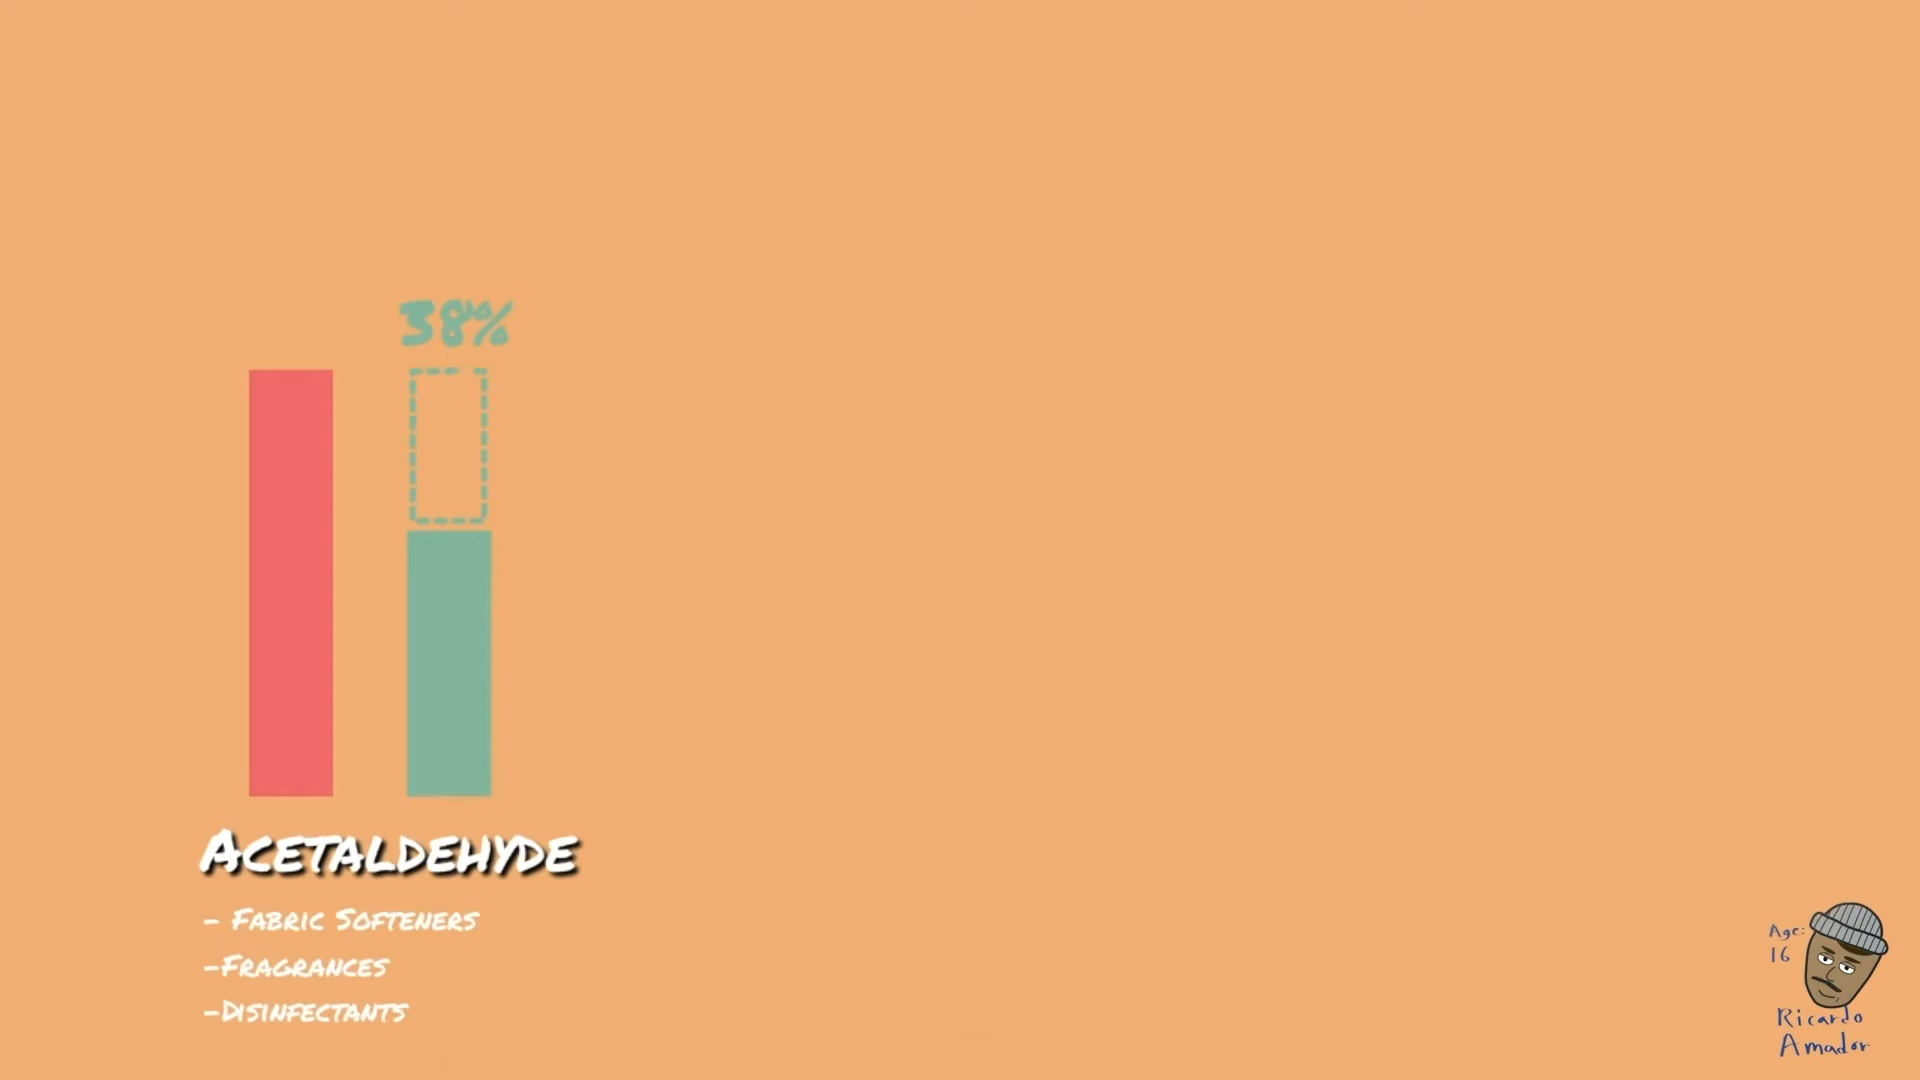 38%
ACETALDEHYDE
- FABRIC SOFTENERS
-FRAGRANCES
-DISINFECTANTS
Age:
16
Ricardo
Amador